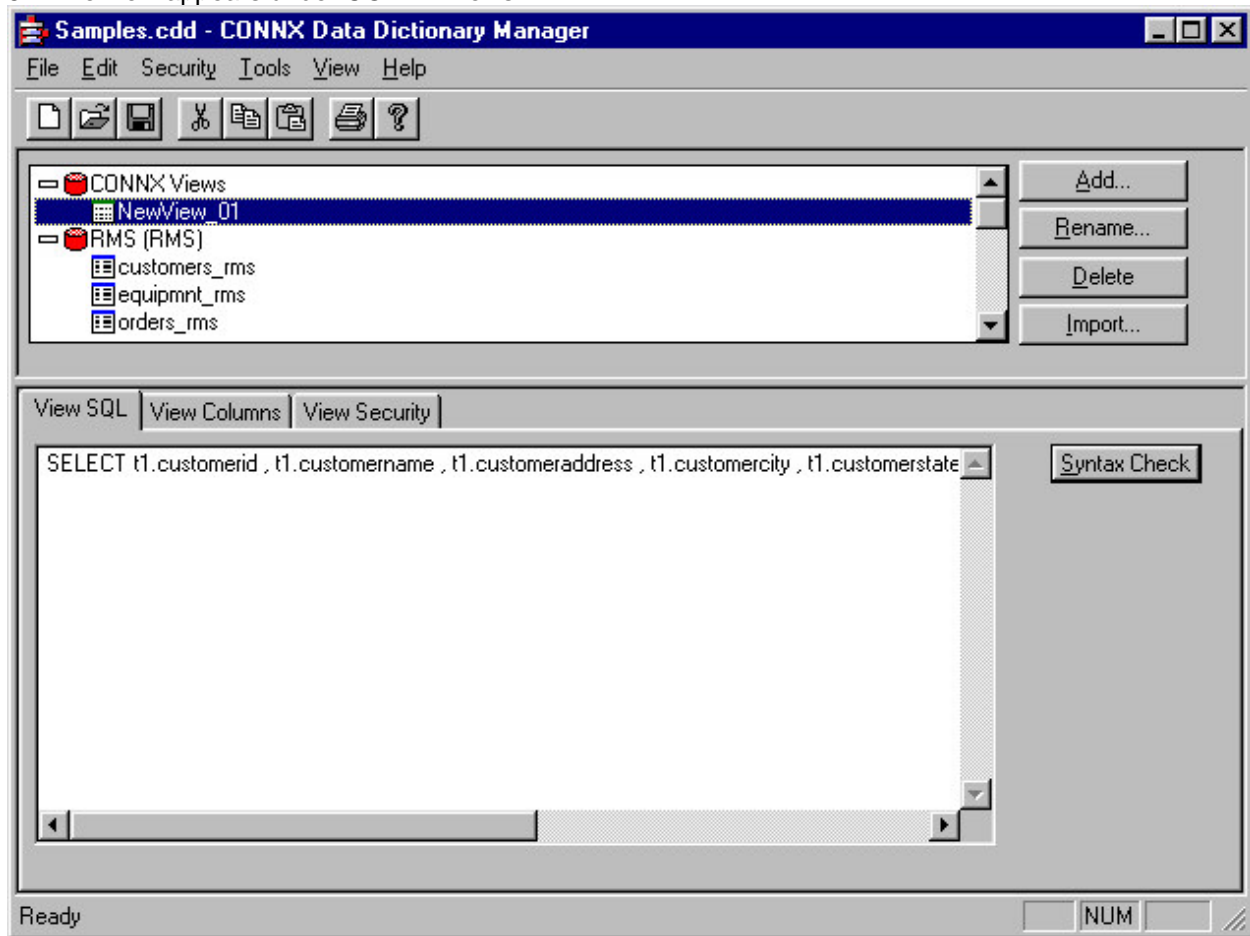 Samples.cdd - CONNX Data Dictionary Manager
File Edit Security Tools View Help
CONNX Views
NewView_01
RMS (RMS)
customers_rms
equipmnt_rms
orders_rms
Add...
Rename...
Delete
Import...
View SQL View Columns View Security
SELECT t1.customerid , t1.customername , t1.customeraddress , t1.customercity , t1.customerstate
Syntax Check
Ready
NUM